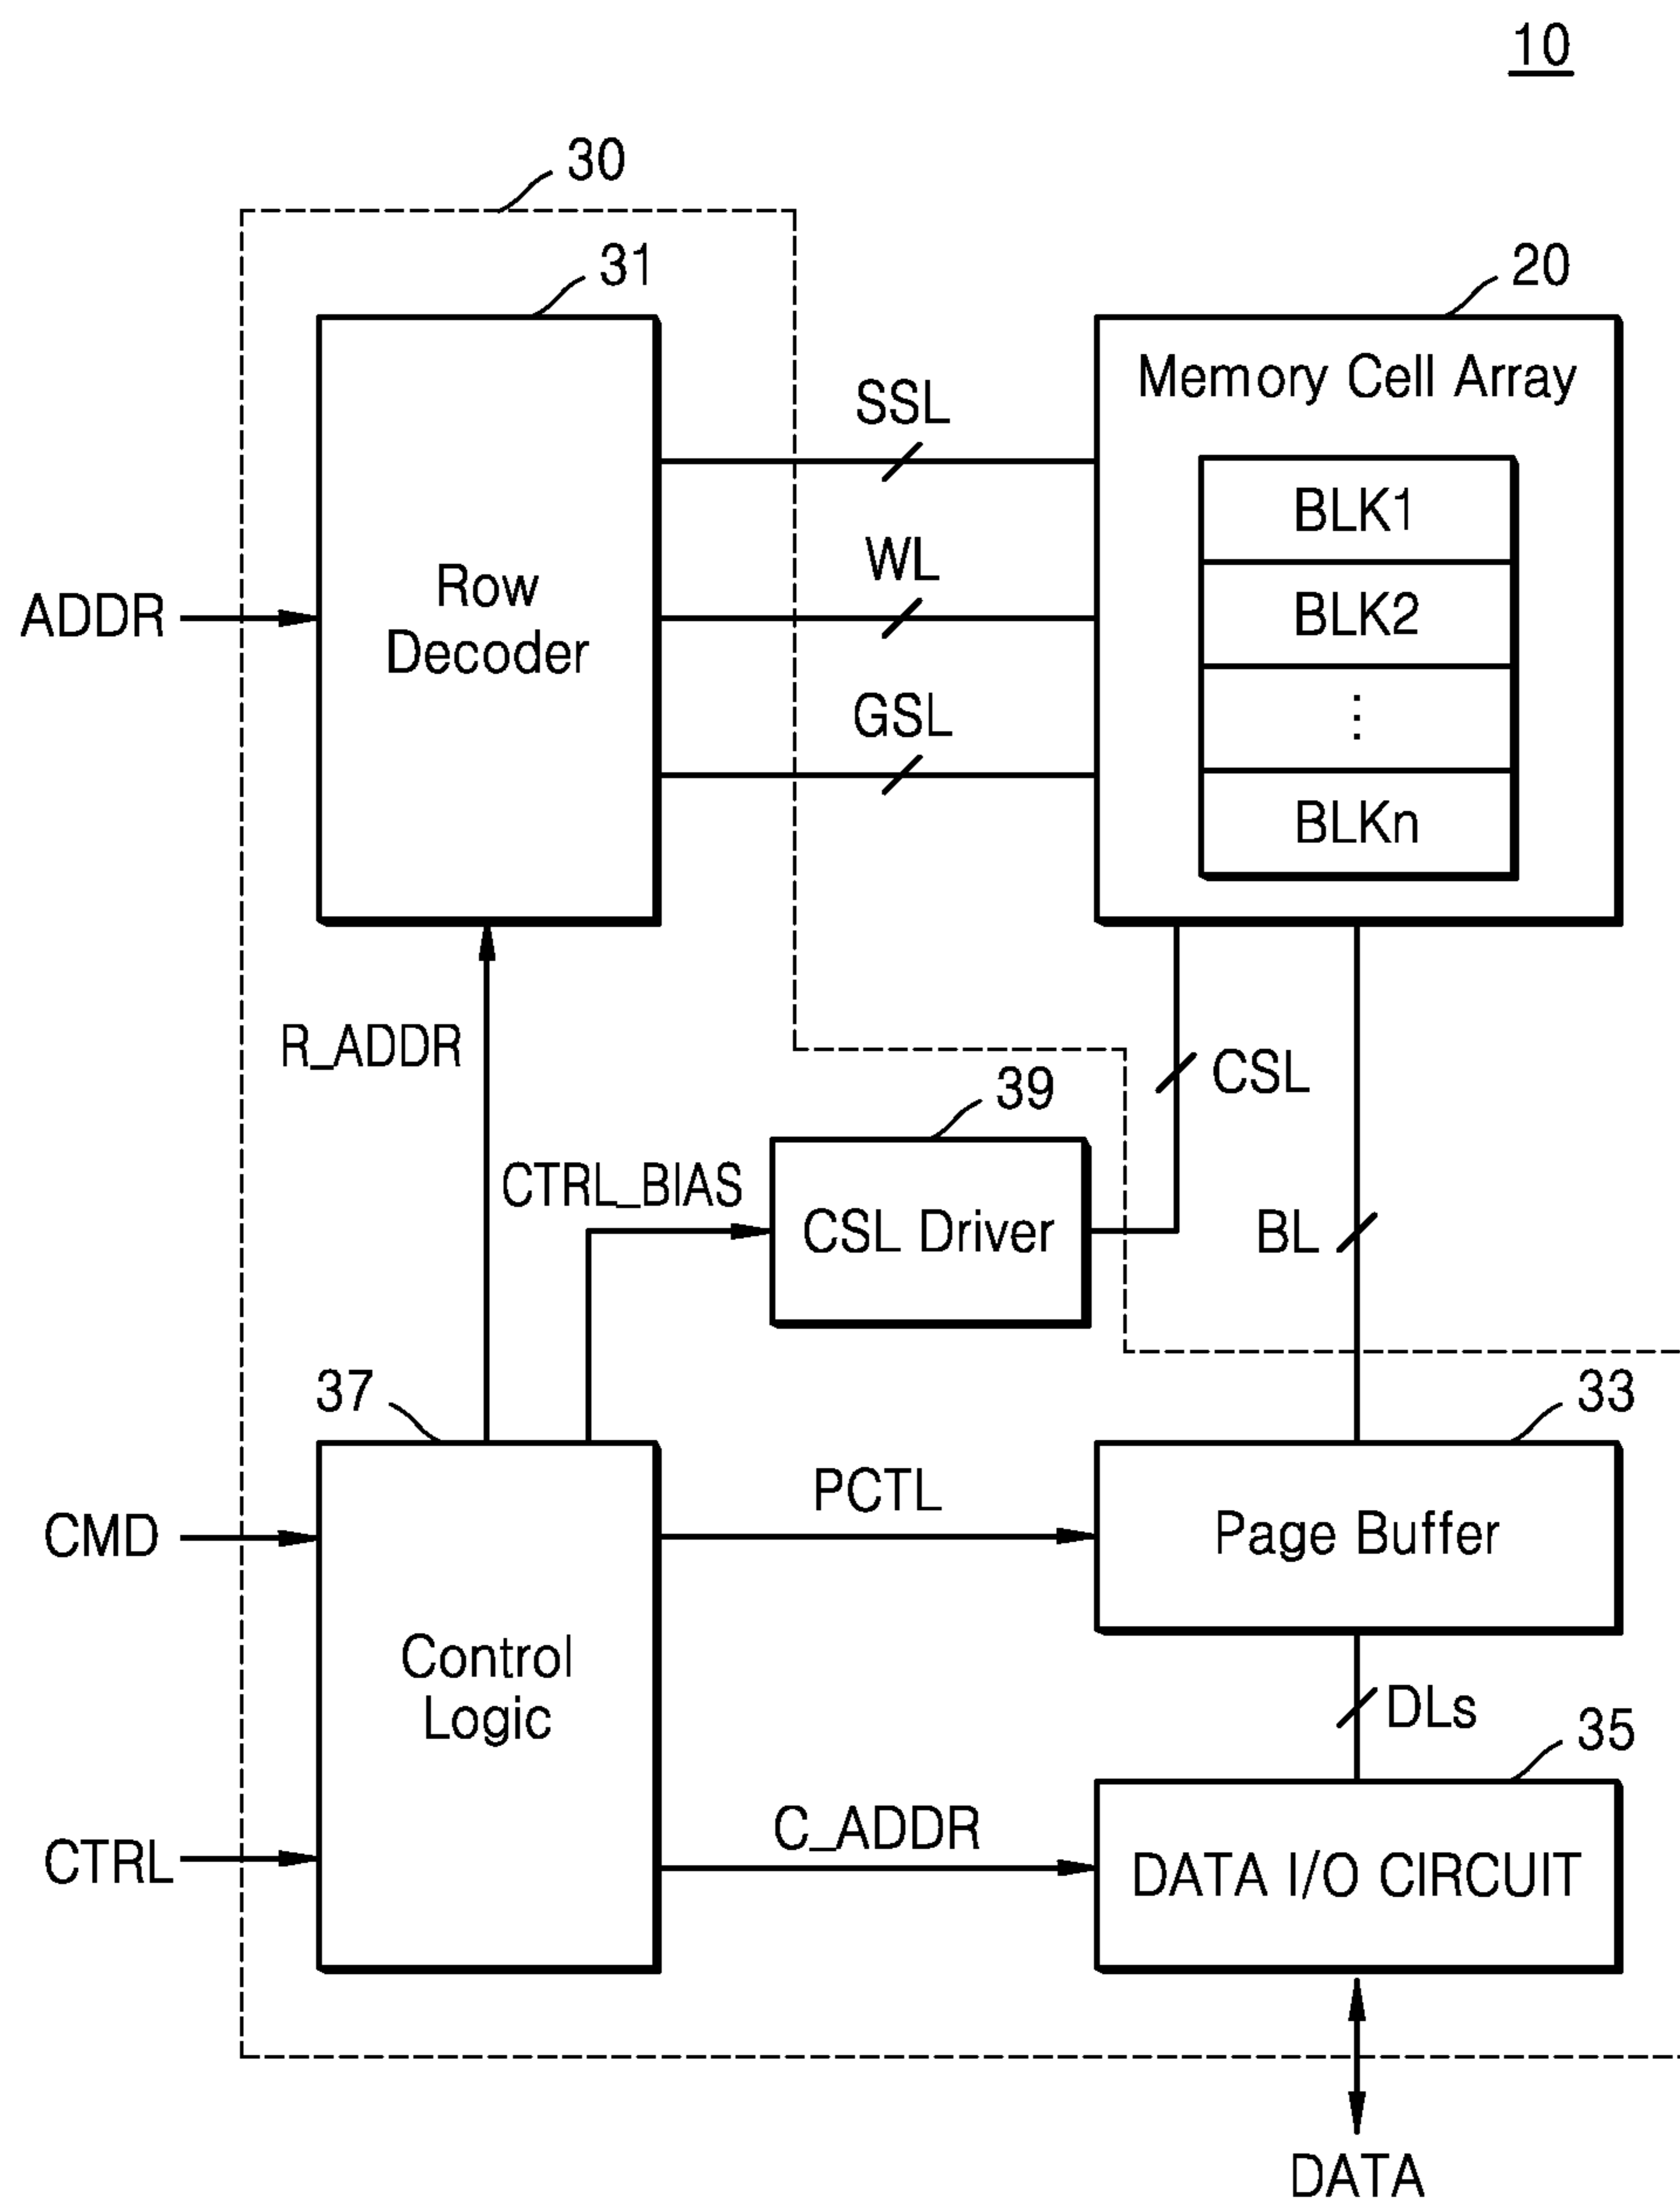 10
30
31
20
Memory Cell Array
SSL
BLK1
WL
BLK2
ADDR
Row
Decoder
⋮
GSL
BLKn
R_ADDR
CSL
39
CTRL_BIAS
CSL Driver
BL
37
33
CMD
PCTL
Page Buffer
Control
Logic
DLs
35
CTRL
C_ADDR
DATA I/O CIRCUIT
DATA